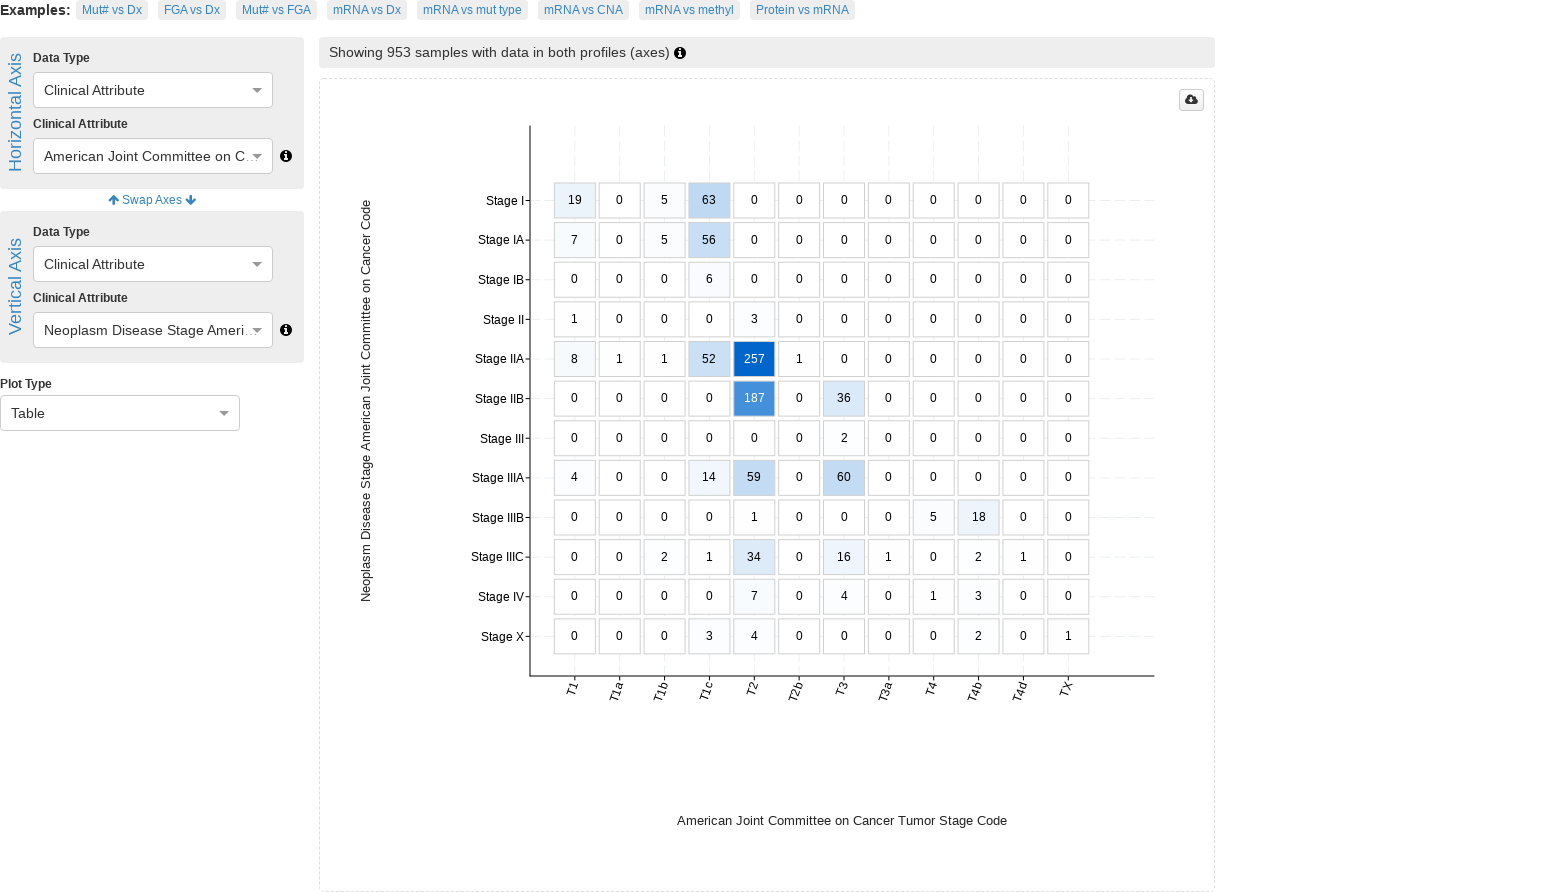 Examples: Mut# vs Dx FGA vs Dx Mut# vs FGA mRNA vs Dx mRNA vs mut type mRNA vs CNA mRNA vs methyl Protein vs mRNA
Horizontal Axis
Data Type
Clinical Attribute
Clinical Attribute
American Joint Committee on C...
Swap Axes
Vertical Axis
Data Type
Clinical Attribute
Clinical Attribute
Neoplasm Disease Stage Ameri...
Plot Type
Table
Showing 953 samples with data in both profiles (axes)
Neoplasm Disease Stage American Joint Committee on Cancer Code
Stage I 19 0 5 63 0 0 0 0 0 0 0 0
Stage IA 7 0 5 56 0 0 0 0 0 0 0 0
Stage IB 0 0 0 6 0 0 0 0 0 0 0 0
Stage II 1 0 0 0 3 0 0 0 0 0 0 0
Stage IIA 8 1 1 52 257 1 0 0 0 0 0 0
Stage IIB 0 0 0 0 187 0 36 0 0 0 0 0
Stage III 0 0 0 0 0 0 2 0 0 0 0 0
Stage IIIA 4 0 0 14 59 0 60 0 0 0 0 0
Stage IIIB 0 0 0 0 1 0 0 0 5 18 0 0
Stage IIIC 0 0 2 1 34 0 16 1 0 2 1 0
Stage IV 0 0 0 0 7 0 4 0 1 3 0 0
Stage X 0 0 0 3 4 0 0 0 0 2 0 1
T1 T1a T1b T1c T2 T2b T3 T3a T4 T4b T4d TX
American Joint Committee on Cancer Tumor Stage Code